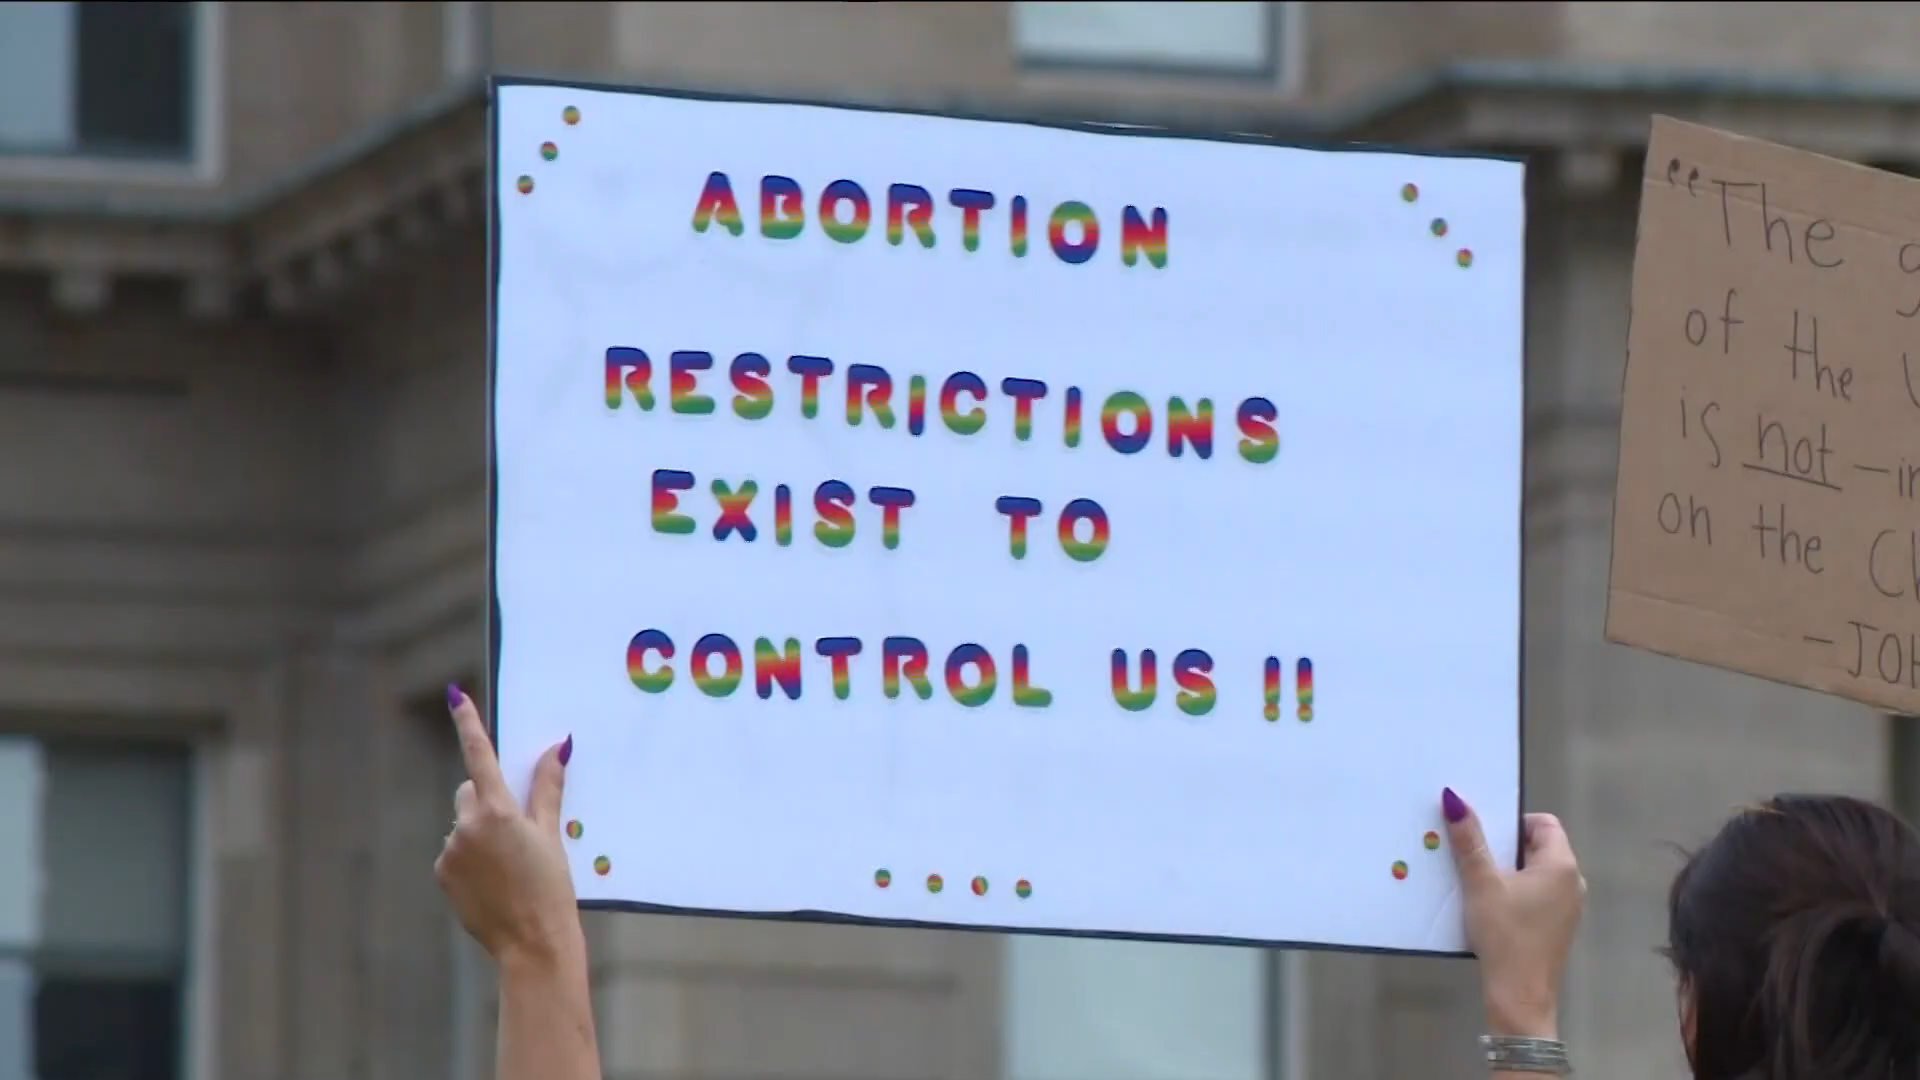 ABORTION
RESTRICTIONS
EXIST TO
CONTROL US !!
"The
of the
is not -
on the